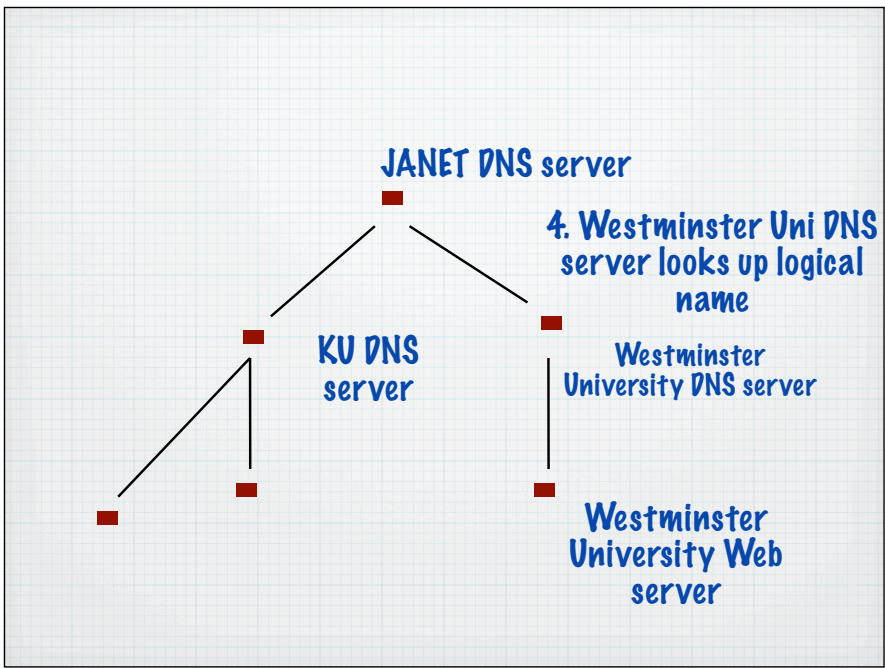 JANET DNS server
4. Westminster Uni DNS
server looks up logical
name
KU DNS
server
Westminster
University DNS server
Westminster
University Web
server